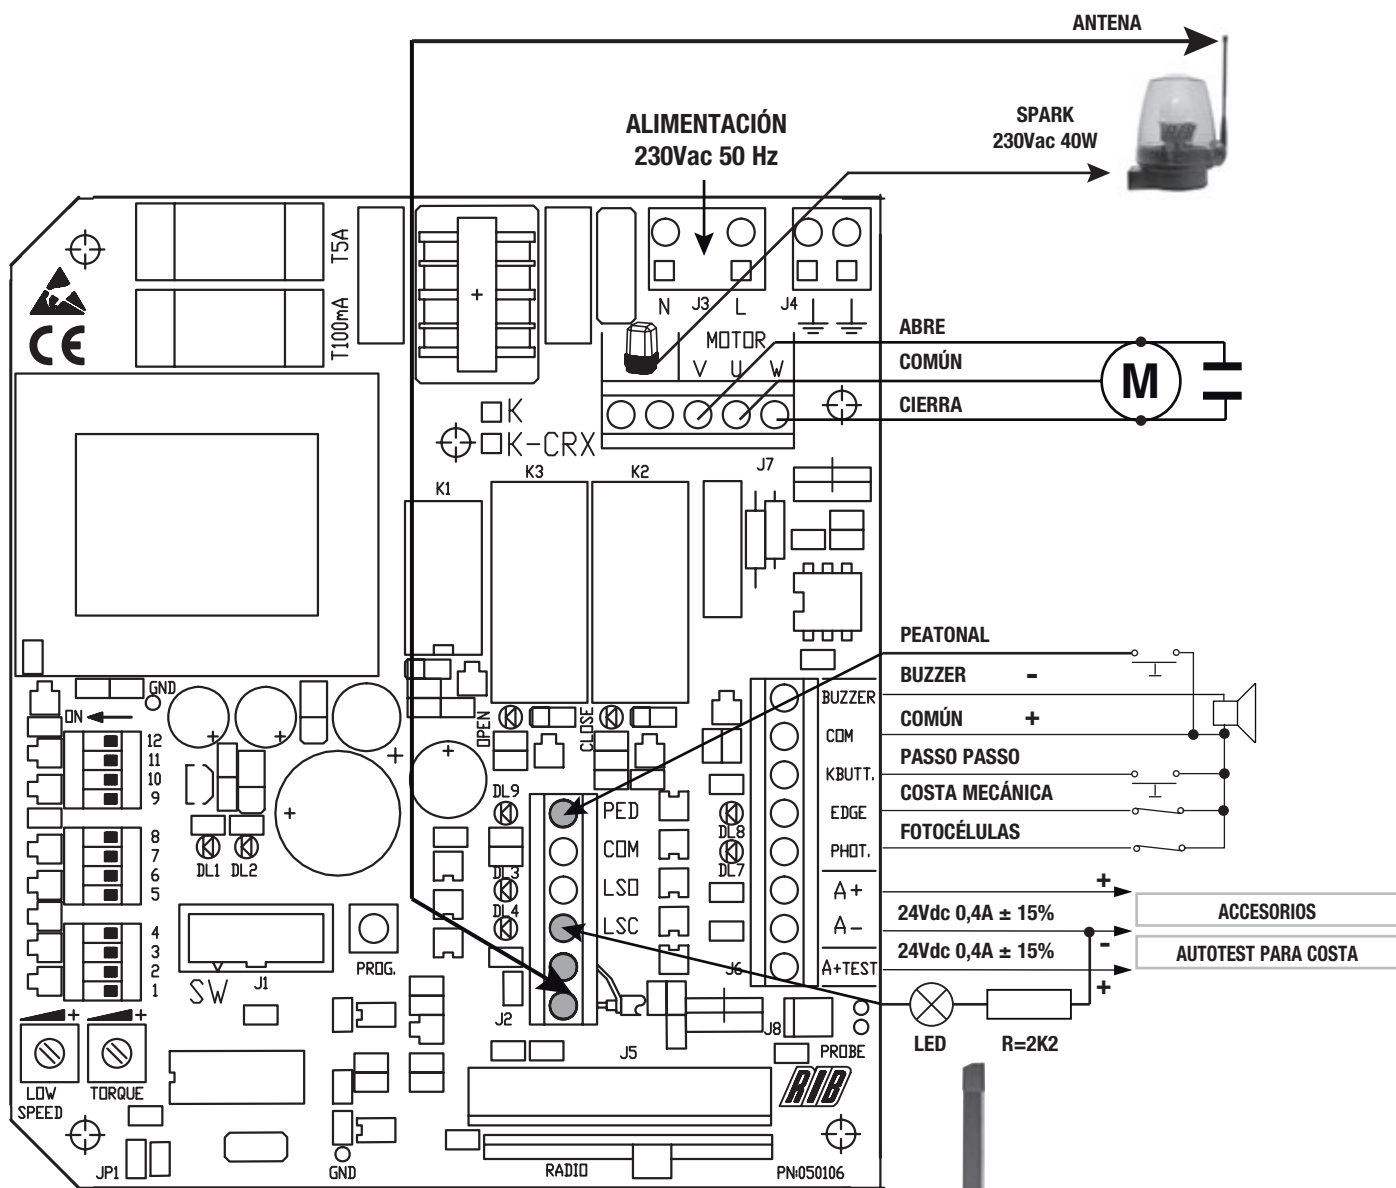 ANTENA
SPARK
230Vac 40W
ALIMENTACIÓN
230Vac 50 Hz
T5A
T100mA
CE
N J3 L J4
MOTOR
V U W
ABRE
COMÚN
CIERRA
M
K
K-CRX
J7
K1
K3
K2
GND
ON
12
11
10
9
8
7
6
5
4
3
2
1
DL1 DL2
OPEN
CLOSE
DL9
DL3
DL4
PED
COM
LSO
LSC
DL8
DL7
BUZZER
COM
KBUTT.
EDGE
PHOT.
A+
A-
A+TEST
J6
PEATONAL
BUZZER -
COMÚN +
PASSO PASSO
COSTA MECÁNICA
FOTOCÉLULAS
+
24Vdc 0,4A ± 15%
ACCESORIOS
24Vdc 0,4A ± 15%
-
AUTOTEST PARA COSTA
+
LED
R=2K2
SW
J1
PROG.
J2
J5
J8
PROBE
RIB
+
+
LOW
SPEED
TORQUE
JP1
GND
RADIO
PN:050106